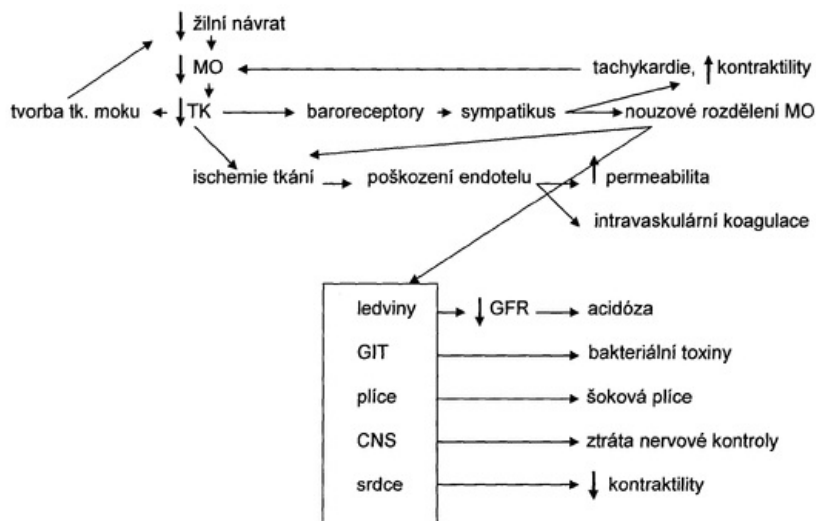 žilní návrat
MO
tachykardie, kontraktility
tvorba tk. moku
TK
baroreceptory
sympatikus
nouzové rozdělení MO
ischemie tkání
poškození endotelu
permeabilita
intravaskulární koagulace
ledviny
GFR
acidóza
GIT
bakteriální toxiny
plíce
šoková plíce
CNS
ztráta nervové kontroly
srdce
kontraktility